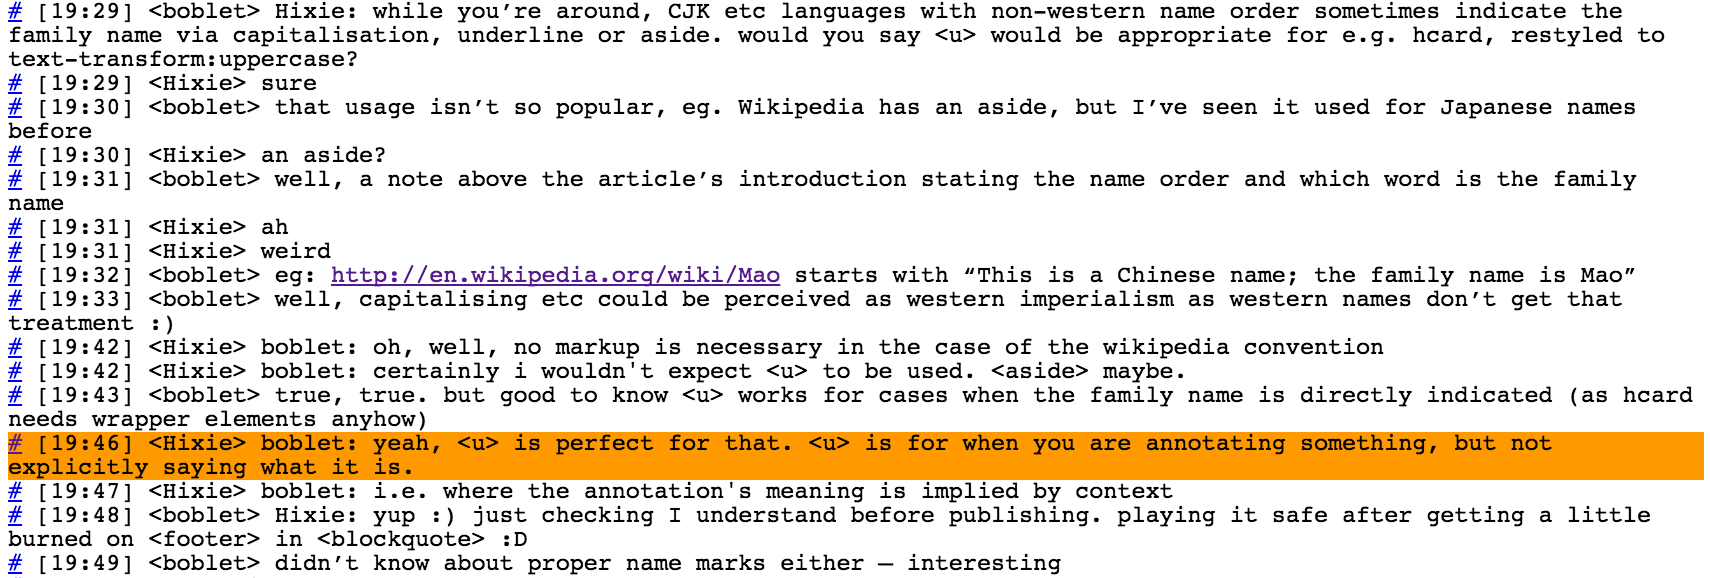 # [19:29] <boblet> Hixie: while you’re around, CJK etc languages with non-western name order sometimes indicate the
family name via capitalisation, underline or aside. would you say <u> would be appropriate for e.g. hcard, restyled to
text-transform:uppercase?
# [19:29] <Hixie> sure
# [19:30] <boblet> that usage isn’t so popular, eg. Wikipedia has an aside, but I’ve seen it used for Japanese names
before
# [19:30] <Hixie> an aside?
# [19:31] <boblet> well, a note above the article’s introduction stating the name order and which word is the family
name
# [19:31] <Hixie> ah
# [19:31] <Hixie> weird
# [19:32] <boblet> eg: http://en.wikipedia.org/wiki/Mao starts with “This is a Chinese name; the family name is Mao”
# [19:33] <boblet> well, capitalising etc could be perceived as western imperialism as western names don’t get that
treatment :)
# [19:42] <Hixie> boblet: oh, well, no markup is necessary in the case of the wikipedia convention
# [19:42] <Hixie> boblet: certainly i wouldn't expect <u> to be used. <aside> maybe.
# [19:43] <boblet> true, true. but good to know <u> works for cases when the family name is directly indicated (as hcard
needs wrapper elements anyhow)
# [19:46] <Hixie> boblet: yeah, <u> is perfect for that. <u> is for when you are annotating something, but not
explicitly saying what it is.
# [19:47] <Hixie> boblet: i.e. where the annotation's meaning is implied by context
# [19:48] <boblet> Hixie: yup :) just checking I understand before publishing. playing it safe after getting a little
burned on <footer> in <blockquote> :D
# [19:49] <boblet> didn’t know about proper name marks either — interesting